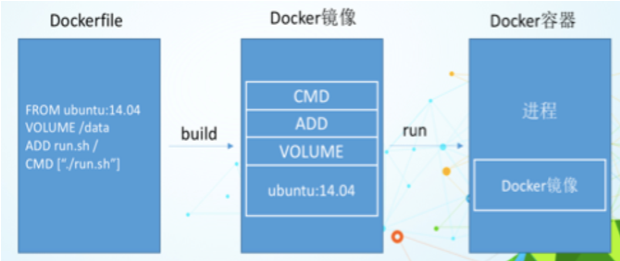 Dockerfile
Docker镜像
Docker容器
FROM ubuntu:14.04
VOLUME /data
ADD run.sh /
CMD [“./run.sh”]
build
CMD
ADD
VOLUME
ubuntu:14.04
run
进程
Docker镜像